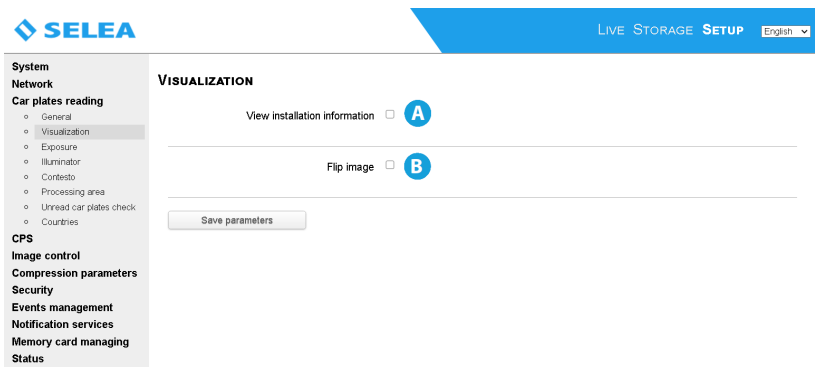 SELEA
LIVE STORAGE SETUP English
System
Network
Car plates reading
General
Visualization
Exposure
Illuminator
Contesto
Processing area
Unread car plates check
Countries
CPS
Image control
Compression parameters
Security
Events management
Notification services
Memory card managing
Status
VISUALIZATION
View installation information A
Flip image B
Save parameters